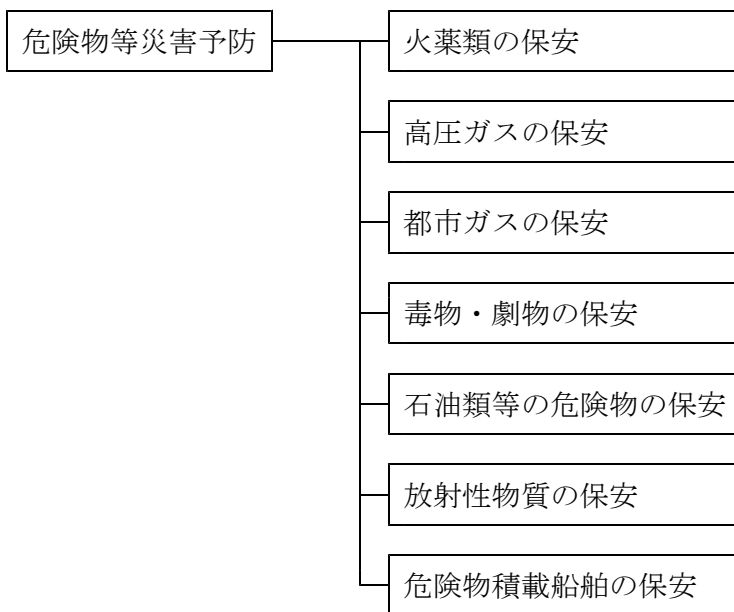 危険物等災害予防
火薬類の保安
高圧ガスの保安
都市ガスの保安
毒物・劇物の保安
石油類等の危険物の保安
放射性物質の保安
危険物積載船舶の保安